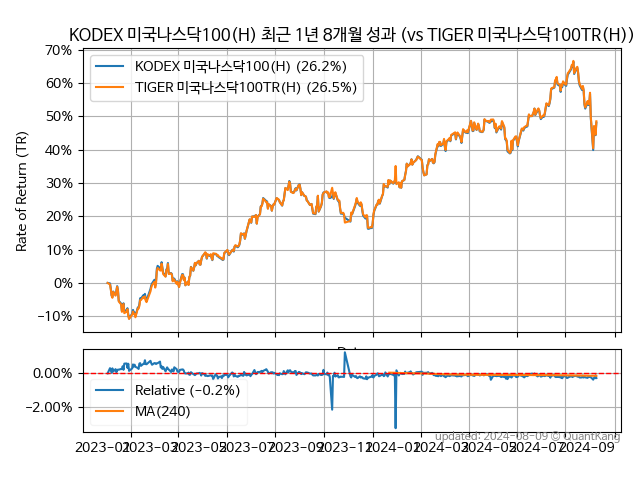 KODEX 미국나스닥100(H) 최근 1년 8개월 성과 (vs TIGER 미국나스닥100TR(H))
70%
60%
50%
40%
30%
20%
10%
0%
−10%
Rate of Return (TR)
KODEX 미국나스닥100(H) (26.2%)
TIGER 미국나스닥100TR(H) (26.5%)
0.00%
−2.00%
Relative (−0.2%)
MA(240)
updated: 2024-08-09 © QuantKang
2023-01 2023-03 2023-05 2023-07 2023-09 2023-11 2024-01 2024-03 2024-05 2024-07 2024-09